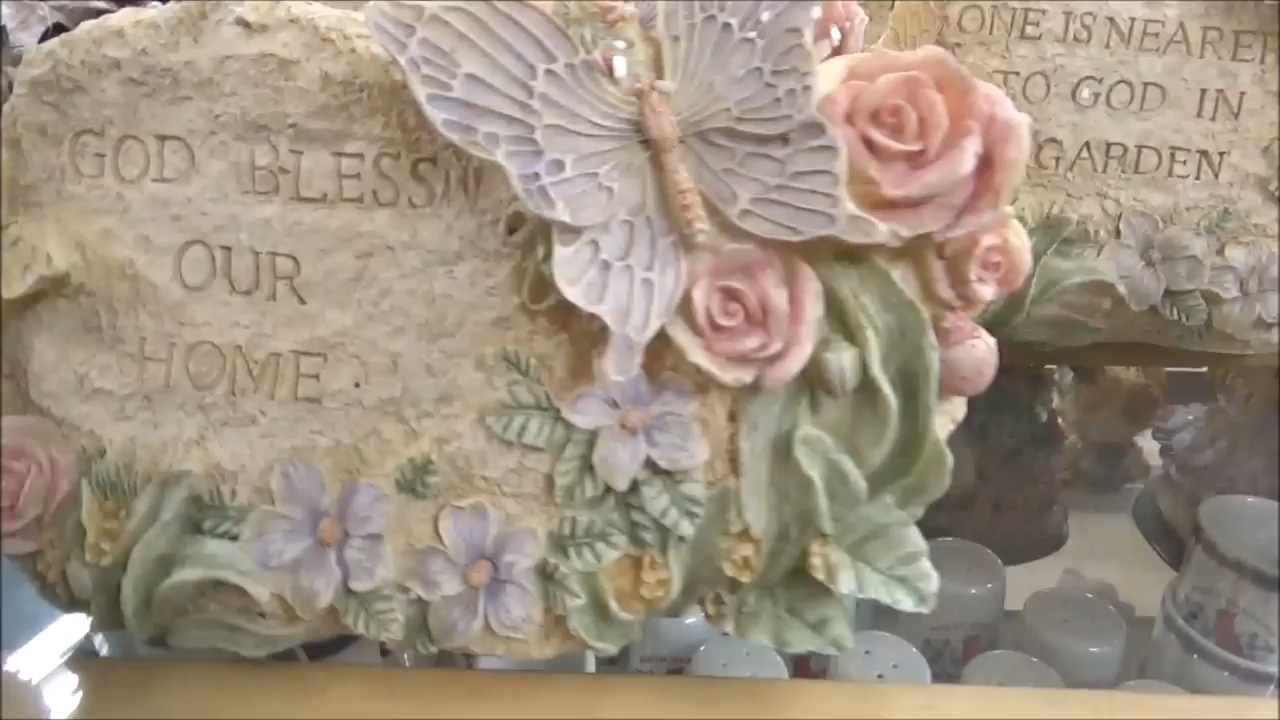 GOD BLESS
OUR
HOME.
ONE IS NEARER
TO GOD IN
GARDEN